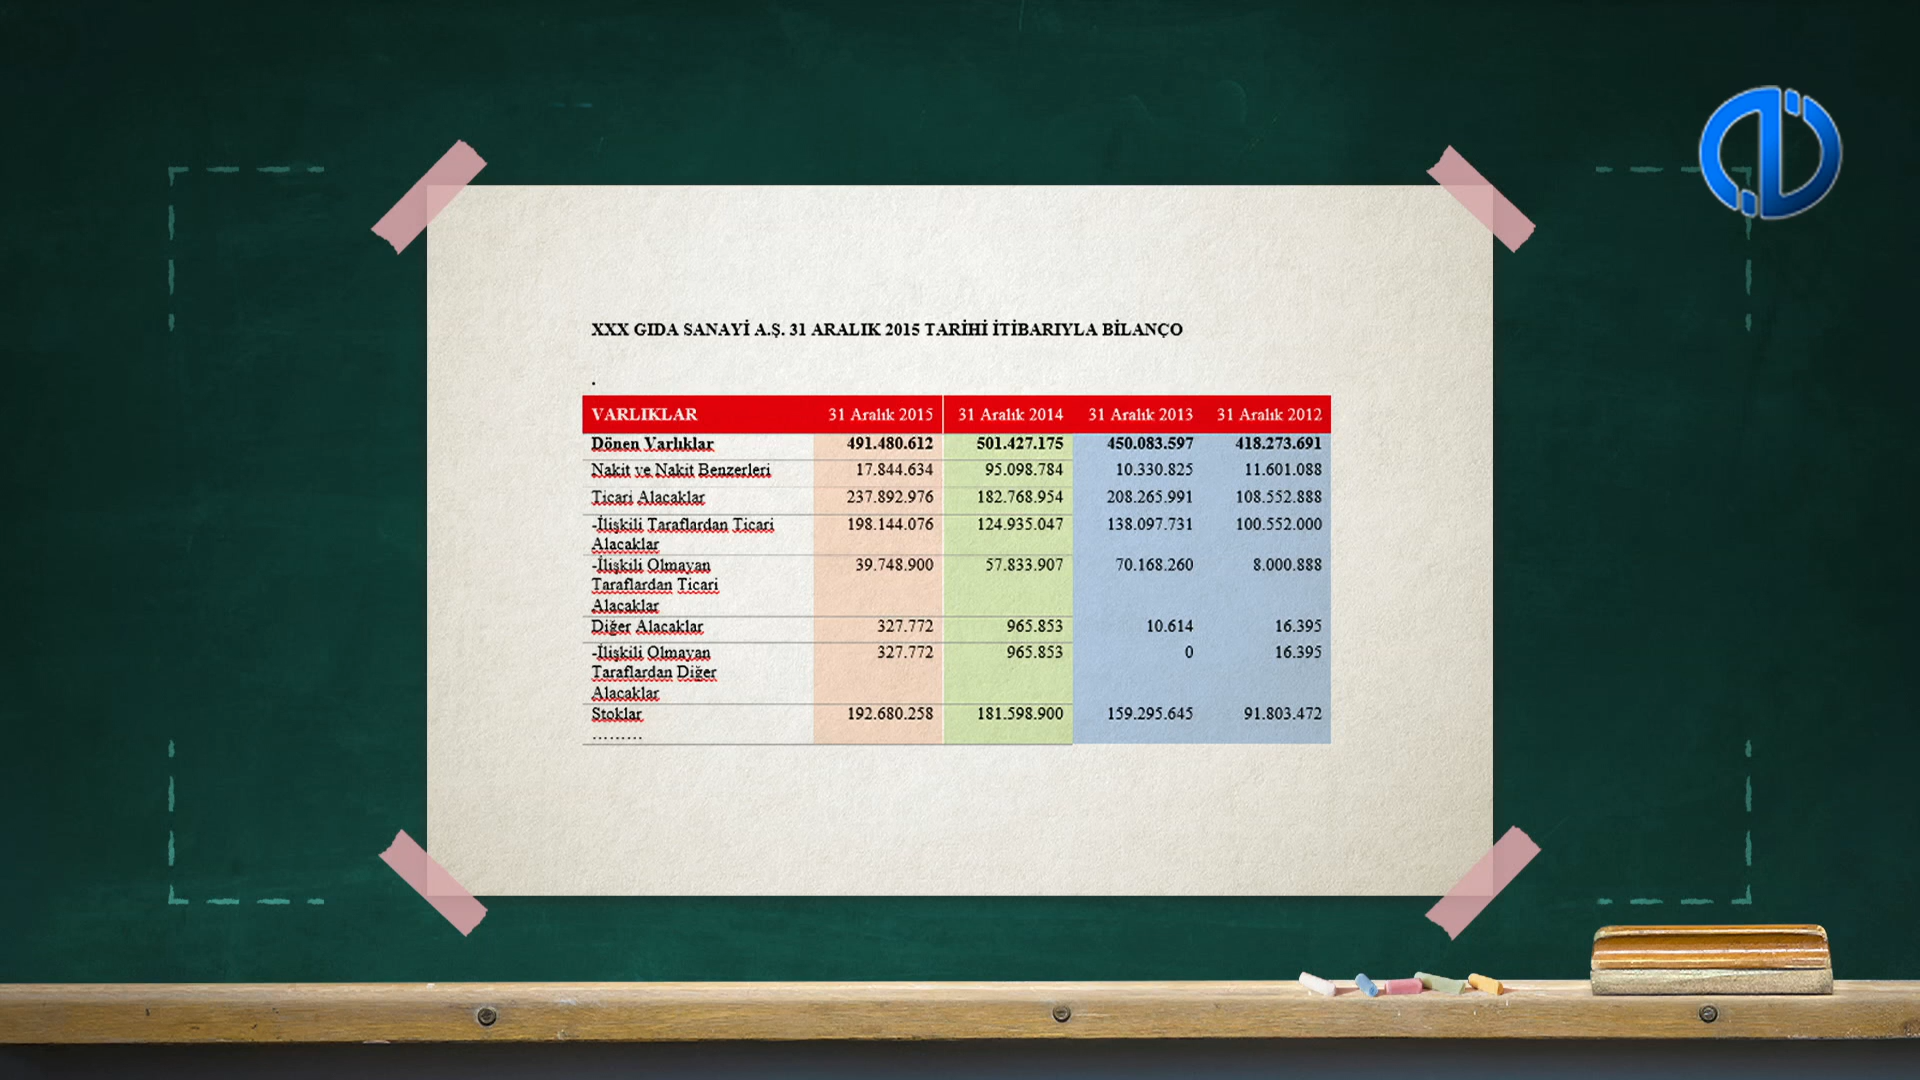 XXX GIDA SANAYİ A.Ş. 31 ARALIK 2015 TARİHİ İTİBARIYLA BİLANÇO
.
VARLIKLAR 31 Aralık 2015 31 Aralık 2014 31 Aralık 2013 31 Aralık 2012
Dönen Varlıklar 491.480.612 501.427.175 450.083.597 418.273.691
Nakit ve Nakit Benzerleri 17.844.634 95.098.784 10.330.825 11.601.088
Ticari Alacaklar 237.892.976 182.768.954 208.265.991 108.552.888
-İlişkili Taraflardan Ticari 198.144.076 124.935.047 138.097.731 100.552.000
Alacaklar
-İlişkili Olmayan 39.748.900 57.833.907 70.168.260 8.000.888
Taraflardan Ticari
Alacaklar
Diğer Alacaklar 327.772 965.853 10.614 16.395
-İlişkili Olmayan 327.772 965.853 0 16.395
Taraflardan Diğer
Alacaklar
Stoklar 192.680.258 181.598.900 159.295.645 91.803.472
………